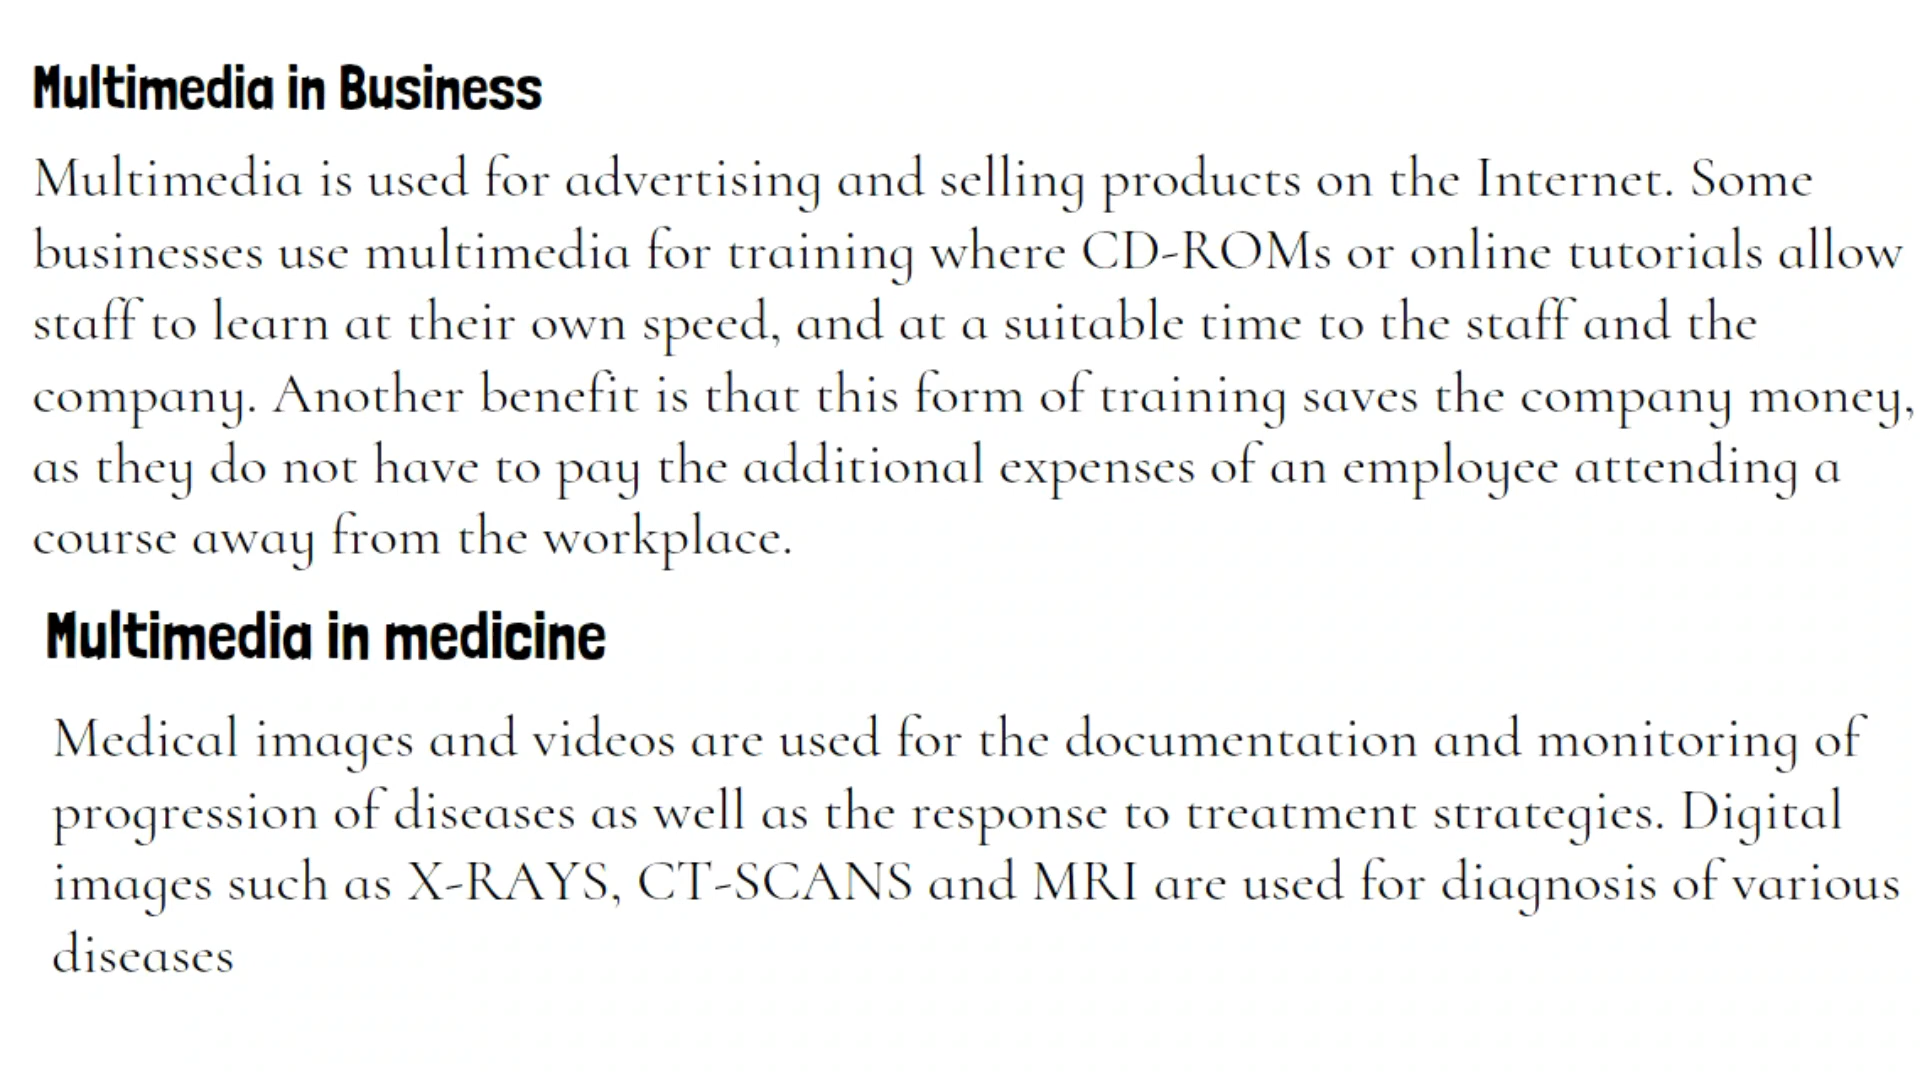 Multimedia in Business
Multimedia is used for advertising and selling products on the Internet. Some
businesses use multimedia for training where CD-ROMs or online tutorials allow
staff to learn at their own speed, and at a suitable time to the staff and the
company. Another benefit is that this form of training saves the company money,
as they do not have to pay the additional expenses of an employee attending a
course away from the workplace.
Multimedia in medicine
Medical images and videos are used for the documentation and monitoring of
progression of diseases as well as the response to treatment strategies. Digital
images such as X-RAYS, CT-SCANS and MRI are used for diagnosis of various
diseases